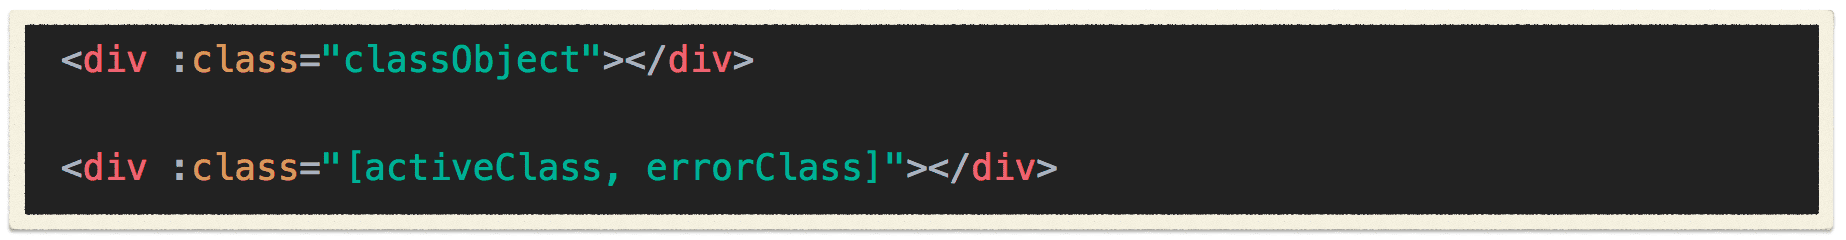 <div :class="classObject"></div>
<div :class="[activeClass, errorClass]"></div>